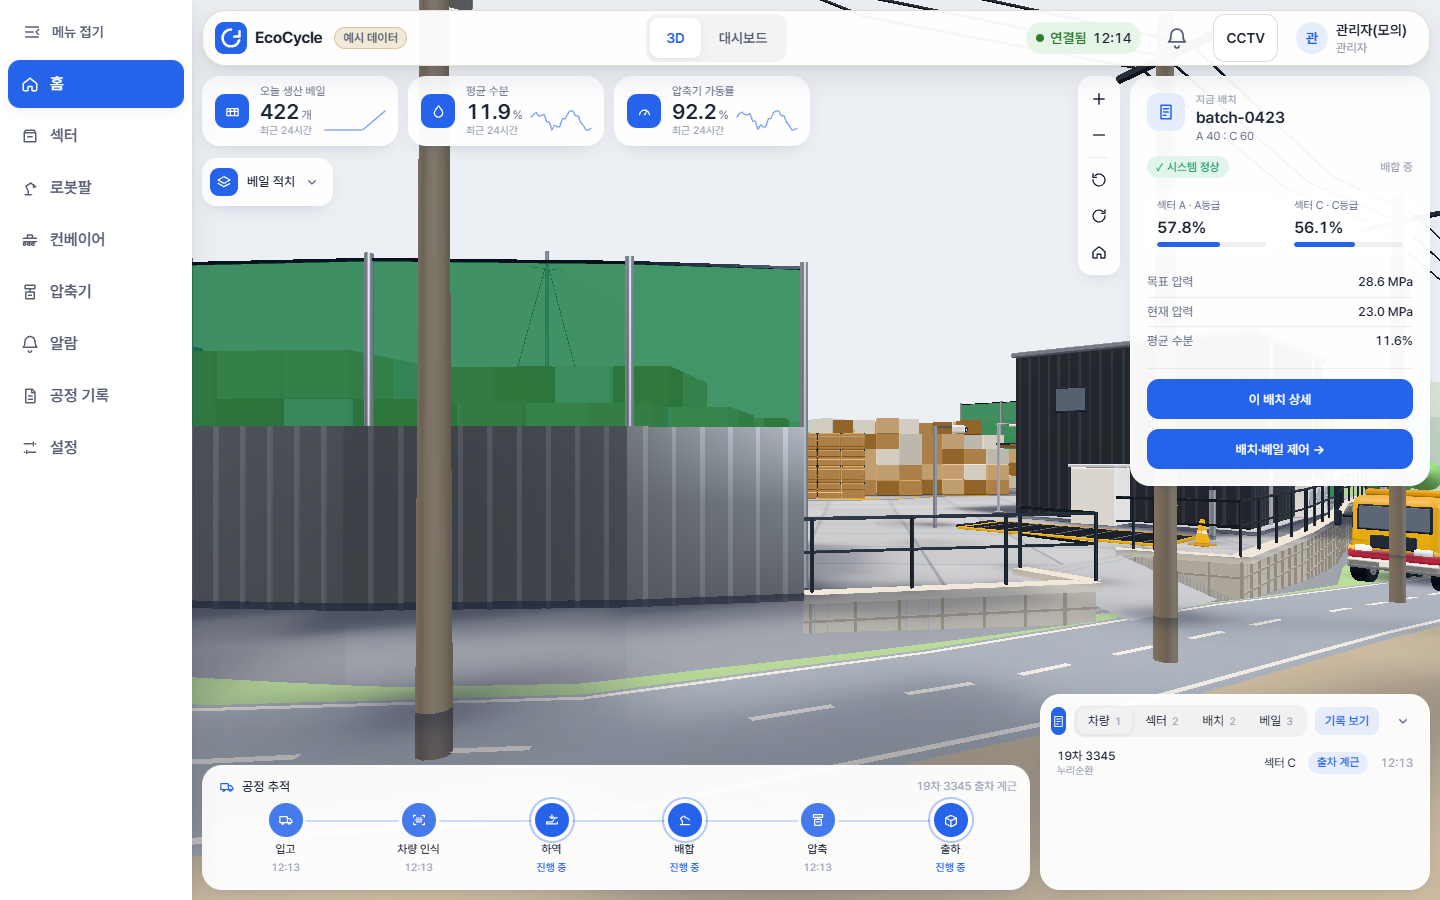 메뉴 접기
홈
섹터
로봇팔
컨베이어
압축기
알람
공정 기록
설정
EcoCycle
예시 데이터
3D
대시보드
연결됨 12:14
CCTV
관
관리자(모의)
관리자
오늘 생산 베일
422 개
최근 24시간
평균 수분
11.9 %
최근 24시간
압축기 가동률
92.2 %
최근 24시간
베일 적치
지금 배치
batch-0423
A 40 : C 60
✓ 시스템 정상
배합 중
섹터 A · A등급
57.8%
섹터 C · C등급
56.1%
목표 압력 28.6 MPa
현재 압력 23.0 MPa
평균 수분 11.6%
이 배치 상세
배치·베일 제어 →
공정 추적
19차 3345 출차 계근
입고
12:13
차량 인식
12:13
하역
진행 중
배합
진행 중
압축
12:13
출하
진행 중
차량 1
섹터 2
배치 2
베일 3
기록 보기
19차 3345
누리순환
섹터 C
출차 계근
12:13